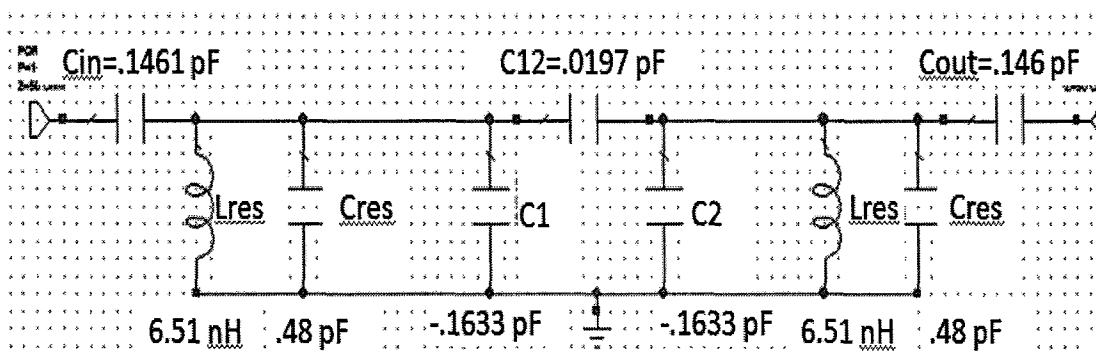 Cin=.1461 pF
C12=.0197 pF
Cout=.146 pF
Lres
Cres
C1
C2
Lres
Cres
6.51 nH
.48 pF
-.1633 pF
-.1633 pF
6.51 nH
.48 pF